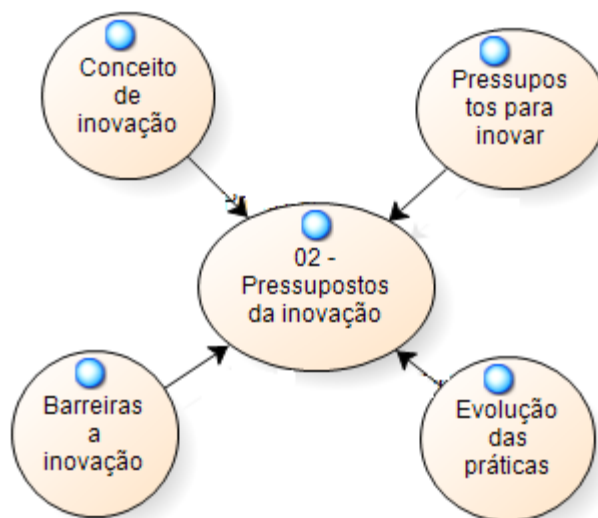 Conceito
de
inovação
Pressupos
tos para
inovar
02 -
Pressupostos
da inovação
Barreiras
a
inovação
Evolução
das
práticas